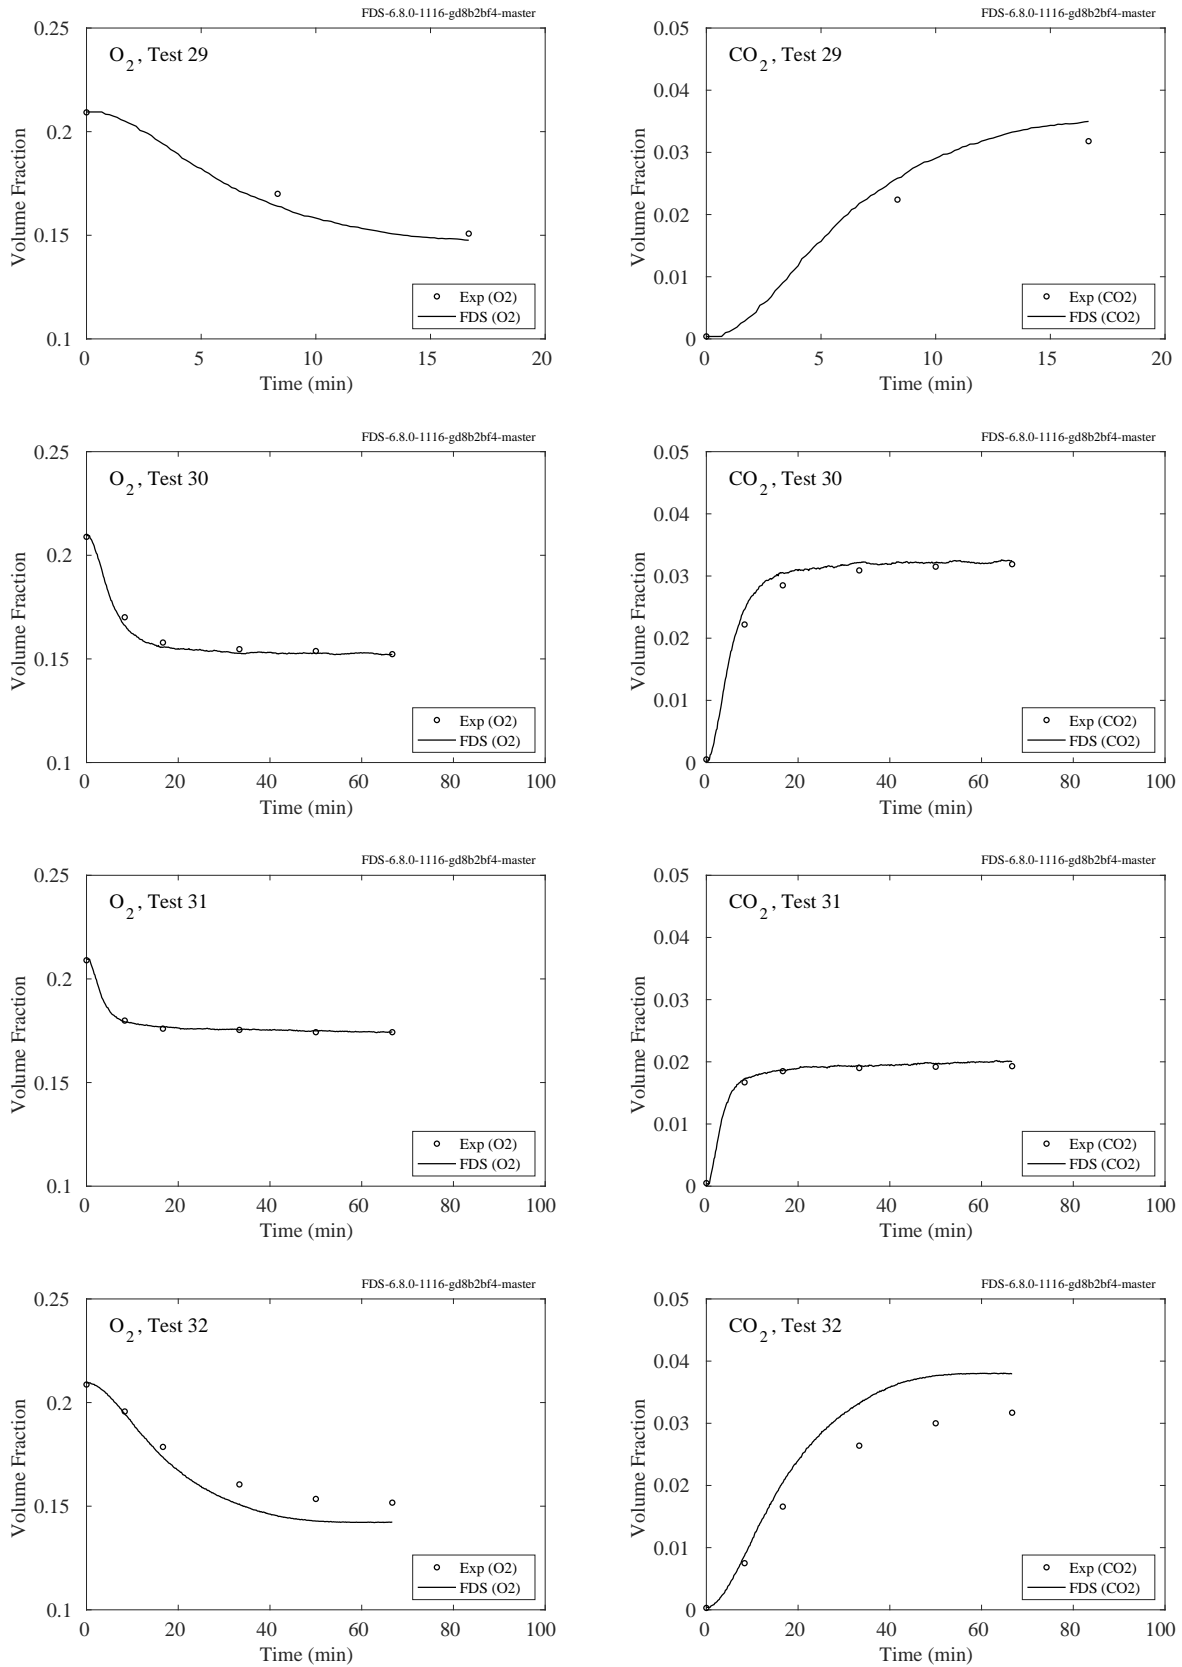 FDS-6.8.0-1116-gd8b2bf4-master
O2, Test 29
Volume Fraction
0.25
0.2
0.15
0.1
0 5 10 15 20
Time (min)
Exp (O2)
FDS (O2)
FDS-6.8.0-1116-gd8b2bf4-master
CO2, Test 29
Volume Fraction
0.05
0.04
0.03
0.02
0.01
0
0 5 10 15 20
Time (min)
Exp (CO2)
FDS (CO2)
FDS-6.8.0-1116-gd8b2bf4-master
O2, Test 30
Volume Fraction
0.25
0.2
0.15
0.1
0 20 40 60 80 100
Time (min)
Exp (O2)
FDS (O2)
FDS-6.8.0-1116-gd8b2bf4-master
CO2, Test 30
Volume Fraction
0.05
0.04
0.03
0.02
0.01
0
0 20 40 60 80 100
Time (min)
Exp (CO2)
FDS (CO2)
FDS-6.8.0-1116-gd8b2bf4-master
O2, Test 31
Volume Fraction
0.25
0.2
0.15
0.1
0 20 40 60 80 100
Time (min)
Exp (O2)
FDS (O2)
FDS-6.8.0-1116-gd8b2bf4-master
CO2, Test 31
Volume Fraction
0.05
0.04
0.03
0.02
0.01
0
0 20 40 60 80 100
Time (min)
Exp (CO2)
FDS (CO2)
FDS-6.8.0-1116-gd8b2bf4-master
O2, Test 32
Volume Fraction
0.25
0.2
0.15
0.1
0 20 40 60 80 100
Time (min)
Exp (O2)
FDS (O2)
FDS-6.8.0-1116-gd8b2bf4-master
CO2, Test 32
Volume Fraction
0.05
0.04
0.03
0.02
0.01
0
0 20 40 60 80 100
Time (min)
Exp (CO2)
FDS (CO2)